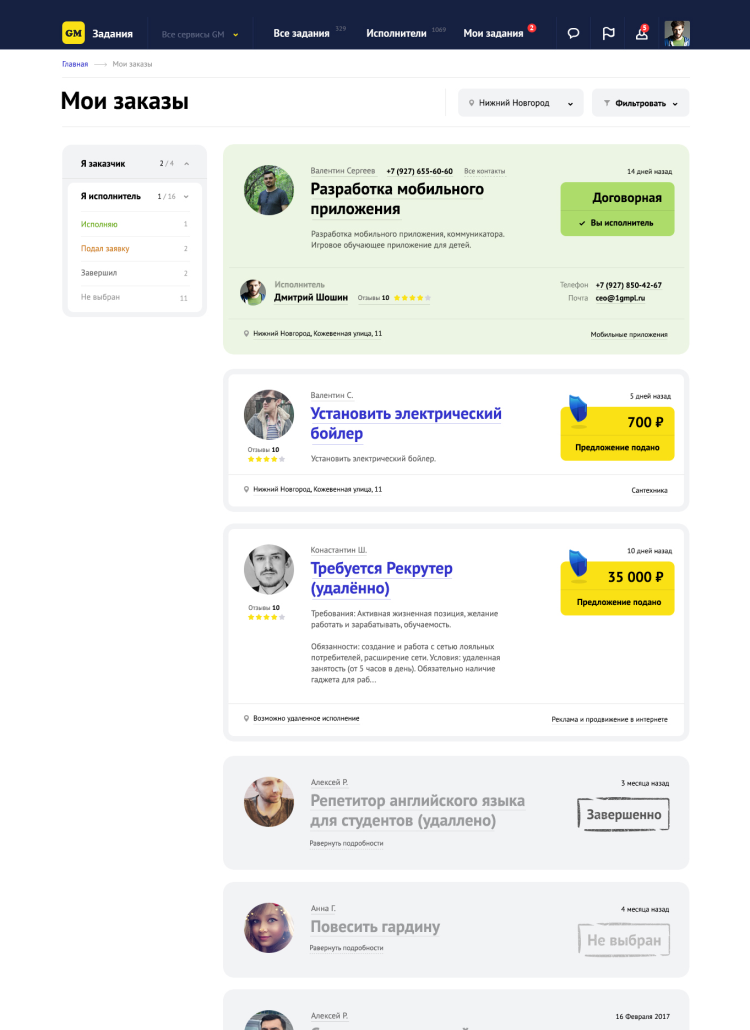 GM Задания
Все сервисы GM
Все задания 329
Исполнители 1069
Мои задания 2
5
Главная
Мои заказы
Мои заказы
Нижний Новгород
Фильтровать
Я заказчик 2 / 4
Я исполнитель 1 / 16
Исполняю 1
Подал заявку 2
Завершил 2
Не выбран 11
Валентин Сергеев +7 (927) 655-60-60 Все контакты
14 дней назад
Разработка мобильного
приложения
Договорная
Вы исполнитель
Разработка мобильного приложения, коммуникатора.
Игровое обучающее приложение для детей.
Исполнитель
Дмитрий Шошин Отзывы 10
Телефон +7 (927) 850-42-67
Почта ceo@1gmpl.ru
Нижний Новгород, Кожевенная улица, 11
Мобильные приложения
Валентин С.
5 дней назад
Установить электрический
бойлер
700 ₽
Предложение подано
Отзывы 10
Установить электрический бойлер.
Нижний Новгород, Кожевенная улица, 11
Сантехника
Конастантин Ш.
10 дней назад
Требуется Рекрутер
(удалённо)
35 000 ₽
Предложение подано
Отзывы 10
Требования: Активная жизненная позиция, желание
работать и зарабатывать, обучаемость.
Обязанности: создание и работа с сетью лояльных
потребителей, расширение сети. Условия: удаленная
занятость (от 5 часов в день). Обязательно наличие
гаджета для раб...
Возможно удаленное исполнение
Реклама и продвижение в интернете
Алексей Р.
3 месяца назад
Репетитор английского языка
для студентов (удаллено)
Завершенно
Равернуть подробности
Анна Г.
4 месяца назад
Повесить гардину
Не выбран
Равернуть подробности
Алексей Р.
16 Февраля 2017